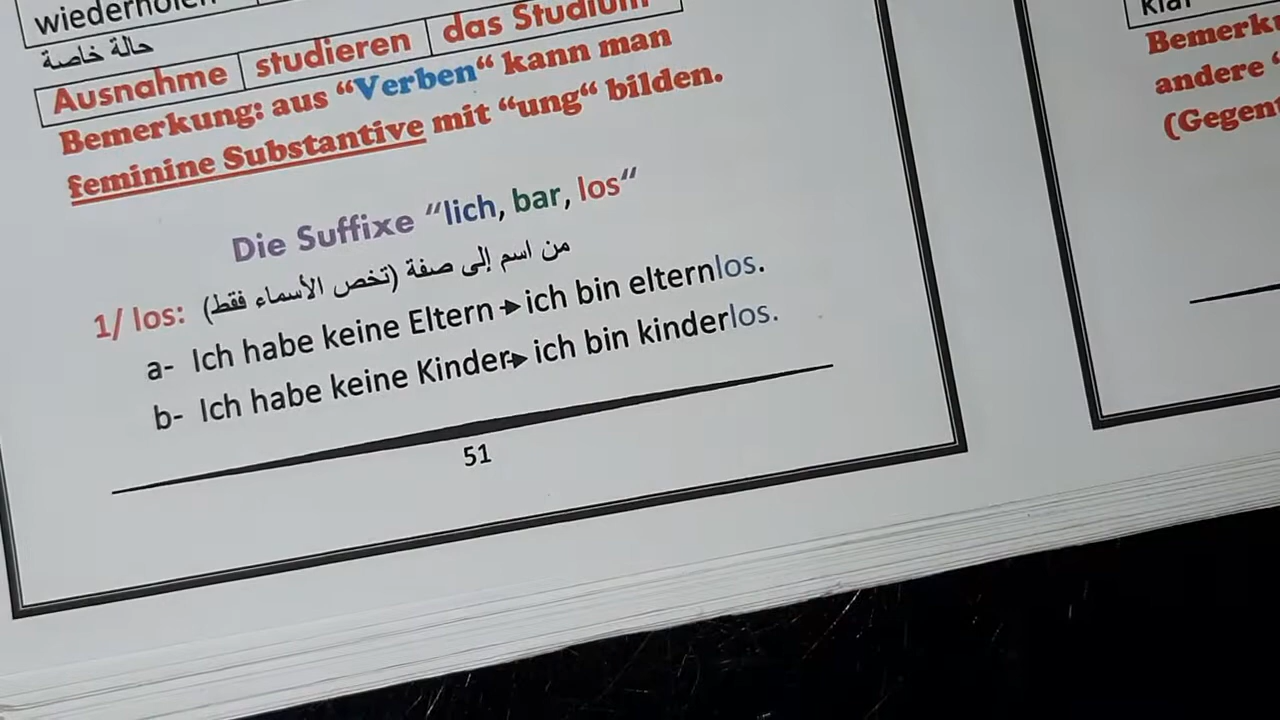 wiederholen
حالة خاصة
Ausnahme studieren das Studium
Bemerkung: aus “Verben“ kann man
feminine Substantive mit “ung“ bilden.
Die Suffixe “lich, bar, los“
1/ los: من اسم إلى صفة (تخص الأسماء فقط)
a- Ich habe keine Eltern➔ich bin elternlos.
b- Ich habe keine Kinder➔ich bin kinderlos.
51
andere